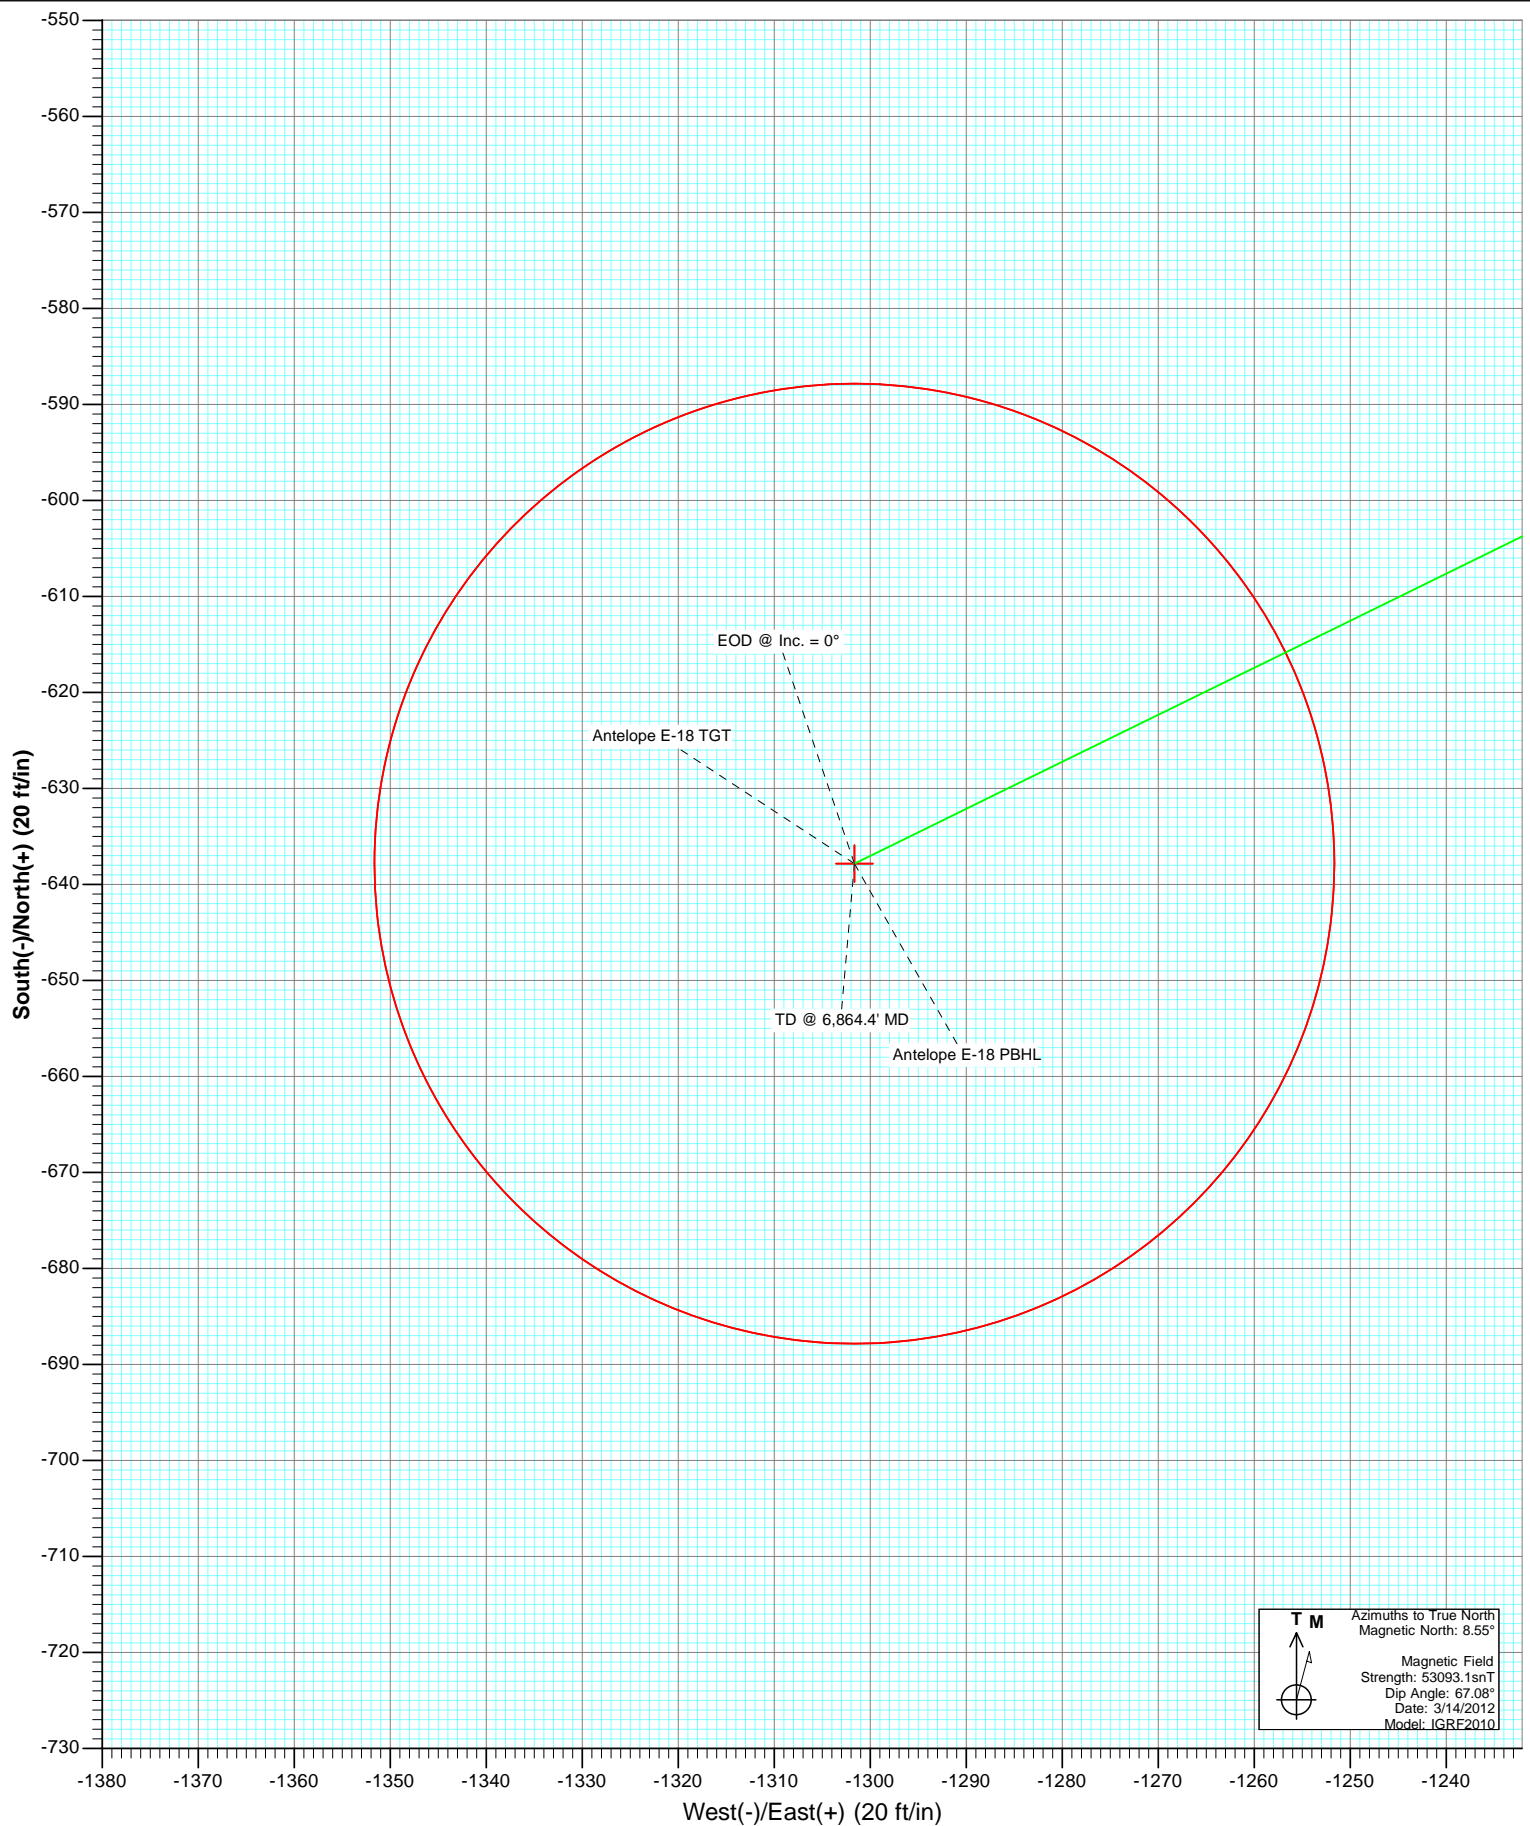 -550
-560
-570
-580
-590
-600
-610
-620
-630
-640
-650
-660
-670
-680
-690
-700
-710
-720
-730
South(-)/North(+) (20 ft/in)
EOD @ Inc. = 0°
Antelope E-18 TGT
TD @ 6,864.4' MD
Antelope E-18 PBHL
T M
Azimuths to True North
Magnetic North: 8.55°
Magnetic Field
Strength: 53093.1snT
Dip Angle: 67.08°
Date: 3/14/2012
Model: IGRF2010
-1380 -1370 -1360 -1350 -1340 -1330 -1320 -1310 -1300 -1290 -1280 -1270 -1260 -1250 -1240
West(-)/East(+) (20 ft/in)